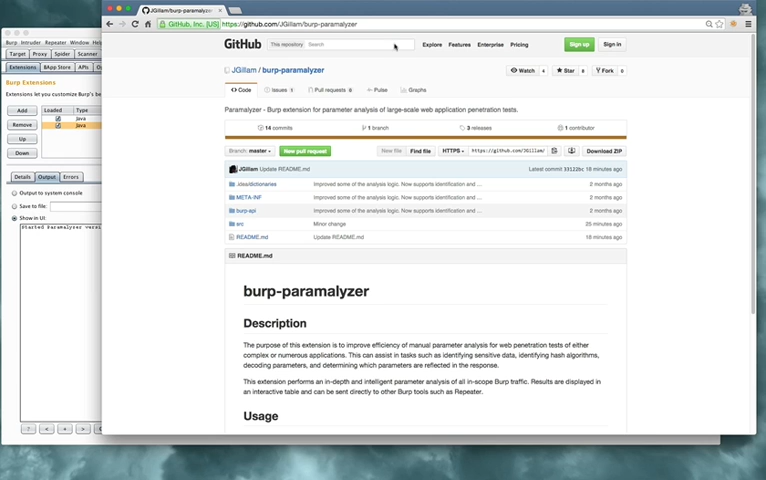 JGillam/burp-paramalyzer
GitHub, Inc. [US] https://github.com/JGillam/burp-paramalyzer
GitHub This repository Search Explore Features Enterprise Pricing Sign up Sign in
JGillam / burp-paramalyzer Watch 4 Star 8 Fork 0
Code Issues 1 Pull requests 0 Pulse Graphs
Paramalyzer - Burp extension for parameter analysis of large-scale web application penetration tests.
14 commits 1 branch 3 releases 1 contributor
Branch: master New pull request New file Find file HTTPS https://github.com/JGillam/ Download ZIP
JGillam Update README.md Latest commit 33122bc 18 minutes ago
.idea/dictionaries Improved some of the analysis logic. Now supports identification and ... 2 months ago
META-INF Improved some of the analysis logic. Now supports identification and ... 2 months ago
burp-api Improved some of the analysis logic. Now supports identification and ... 2 months ago
src Minor change 25 minutes ago
README.md Update README.md 18 minutes ago
README.md
burp-paramalyzer
Description
The purpose of this extension is to improve efficiency of manual parameter analysis for web penetration tests of either
complex or numerous applications. This can assist in tasks such as identifying sensitive data, identifying hash algorithms,
decoding parameters, and determining which parameters are reflected in the response.
This extension performs an in-depth and intelligent parameter analysis of all in-scope Burp traffic. Results are displayed in
an interactive table and can be sent directly to other Burp tools such as Repeater.
Usage
Burp Intruder Repeater Window Help
Target Proxy Spider Scanner
Extensions BApp Store APIs
Burp Extensions
Extensions let you customize Burp's
Add Loaded Type
Java
Remove Java
Up
Down
Details Output Errors
Output to system console
Save to file:
Show in UI:
Started Paramalyzer
? < + >